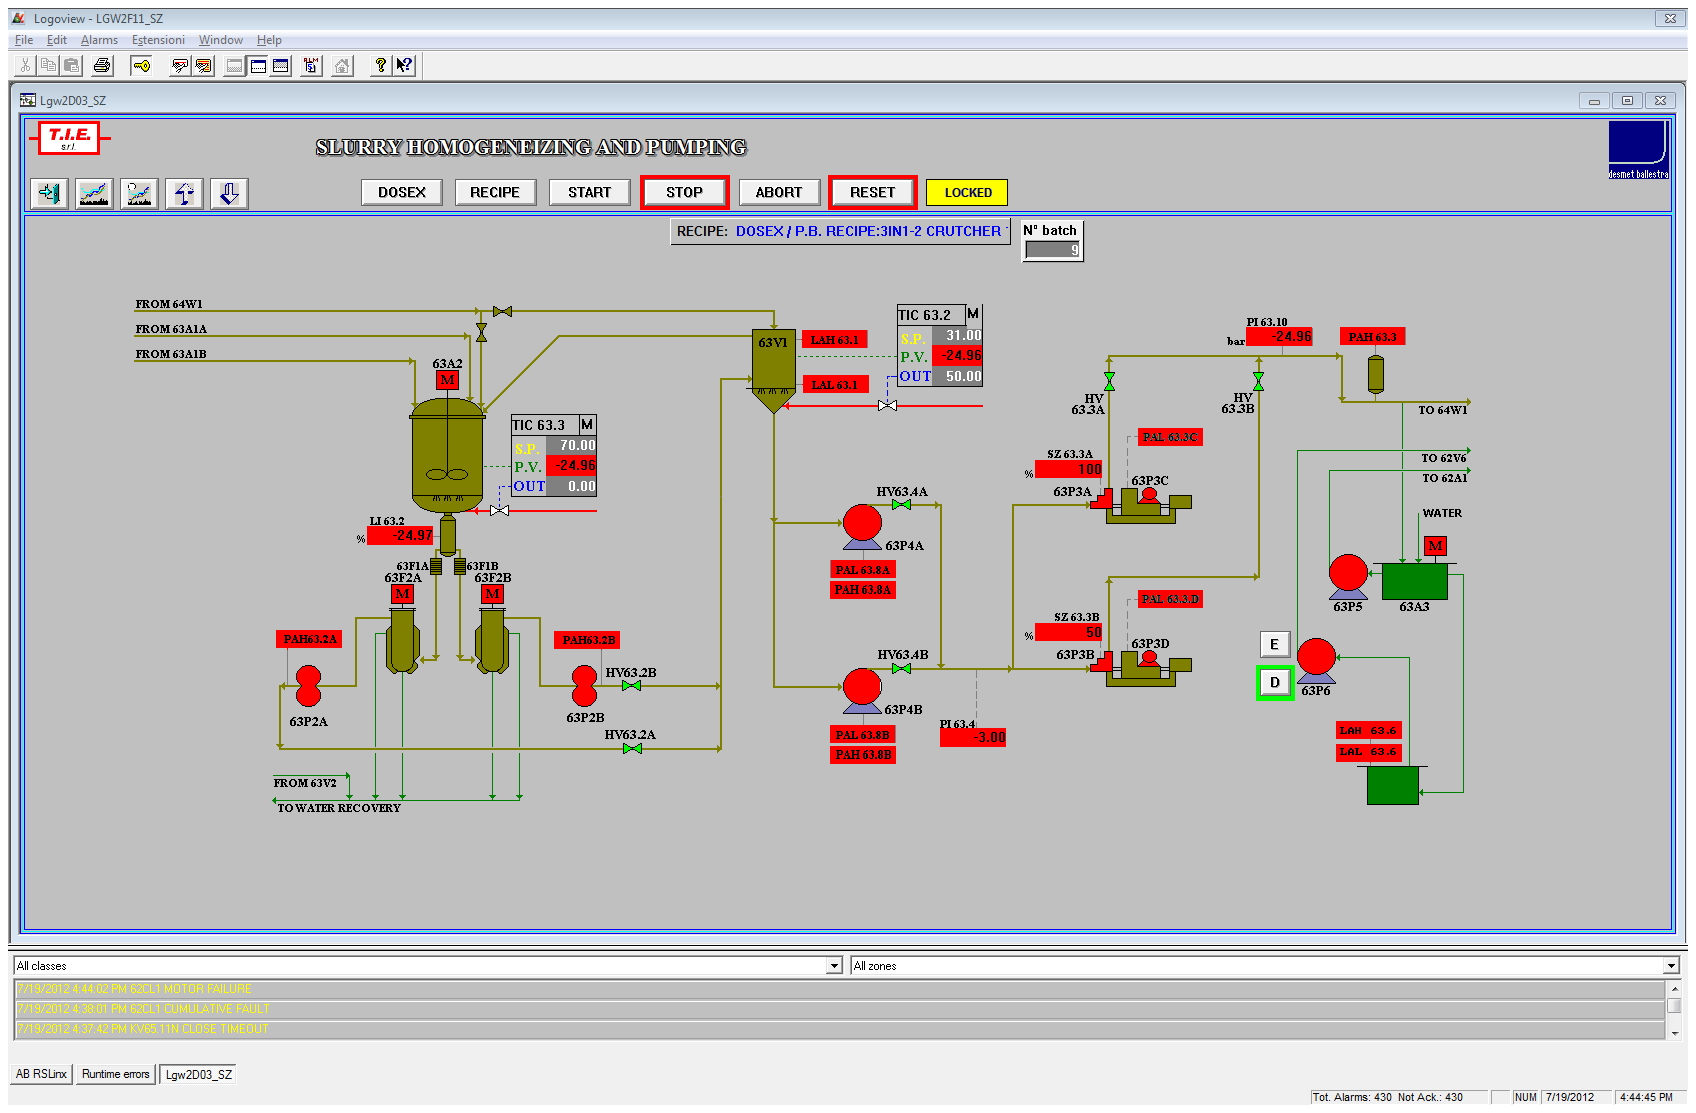 Logoview - LGW2F11_SZ
File Edit Alarms Estensioni Window Help
Lgw2D03_SZ
T.I.E.
s.r.l.
SLURRY HOMOGENEIZING AND PUMPING
desmet ballestra
DOSEX RECIPE START STOP ABORT RESET LOCKED
RECIPE: DOSEX / P.B. RECIPE:3IN1-2 CRUTCHER
N° batch
9
FROM 64W1
FROM 63A1A
FROM 63A1B
63A2
M
TIC 63.3 M
S.P. 70.00
P.V. -24.96
OUT 0.00
LI 63.2
% -24.97
63F1A 63F1B
63F2A 63F2B
M M
PAH63.2A
PAH63.2B
63P2A
63P2B
HV63.2B
HV63.2A
FROM 63V2
TO WATER RECOVERY
63V1
LAH 63.1
LAL 63.1
TIC 63.2 M
S.P. 31.00
P.V. -24.96
OUT 50.00
HV63.4A
63P4A
PAL 63.8A
PAH 63.8A
HV63.4B
63P4B
PAL 63.8B
PAH 63.8B
PI 63.4
-3.00
PI 63.10
bar -24.96
PAH 63.3
HV
63.3A
HV
63.3B
TO 64W1
PAL 63.3C
SZ 63.3A
% 100
63P3A
63P3C
PAL 63.3.D
SZ 63.3B
% 50
63P3B
63P3D
TO 62V6
TO 62A1
WATER
M
63P5
63A3
E
D
63P6
LAH 63.6
LAL 63.6
All classes
All zones
7/19/2012 4:44:02 PM 62CL1 MOTOR FAILURE
7/19/2012 4:38:01 PM 62CL1 CUMULATIVE FAULT
7/19/2012 4:37:42 PM KV65.11N CLOSE TIMEOUT
AB RSLinx Runtime errors Lgw2D03_SZ
Tot. Alarms: 430 Not Ack.: 430 NUM 7/19/2012 4:44:45 PM